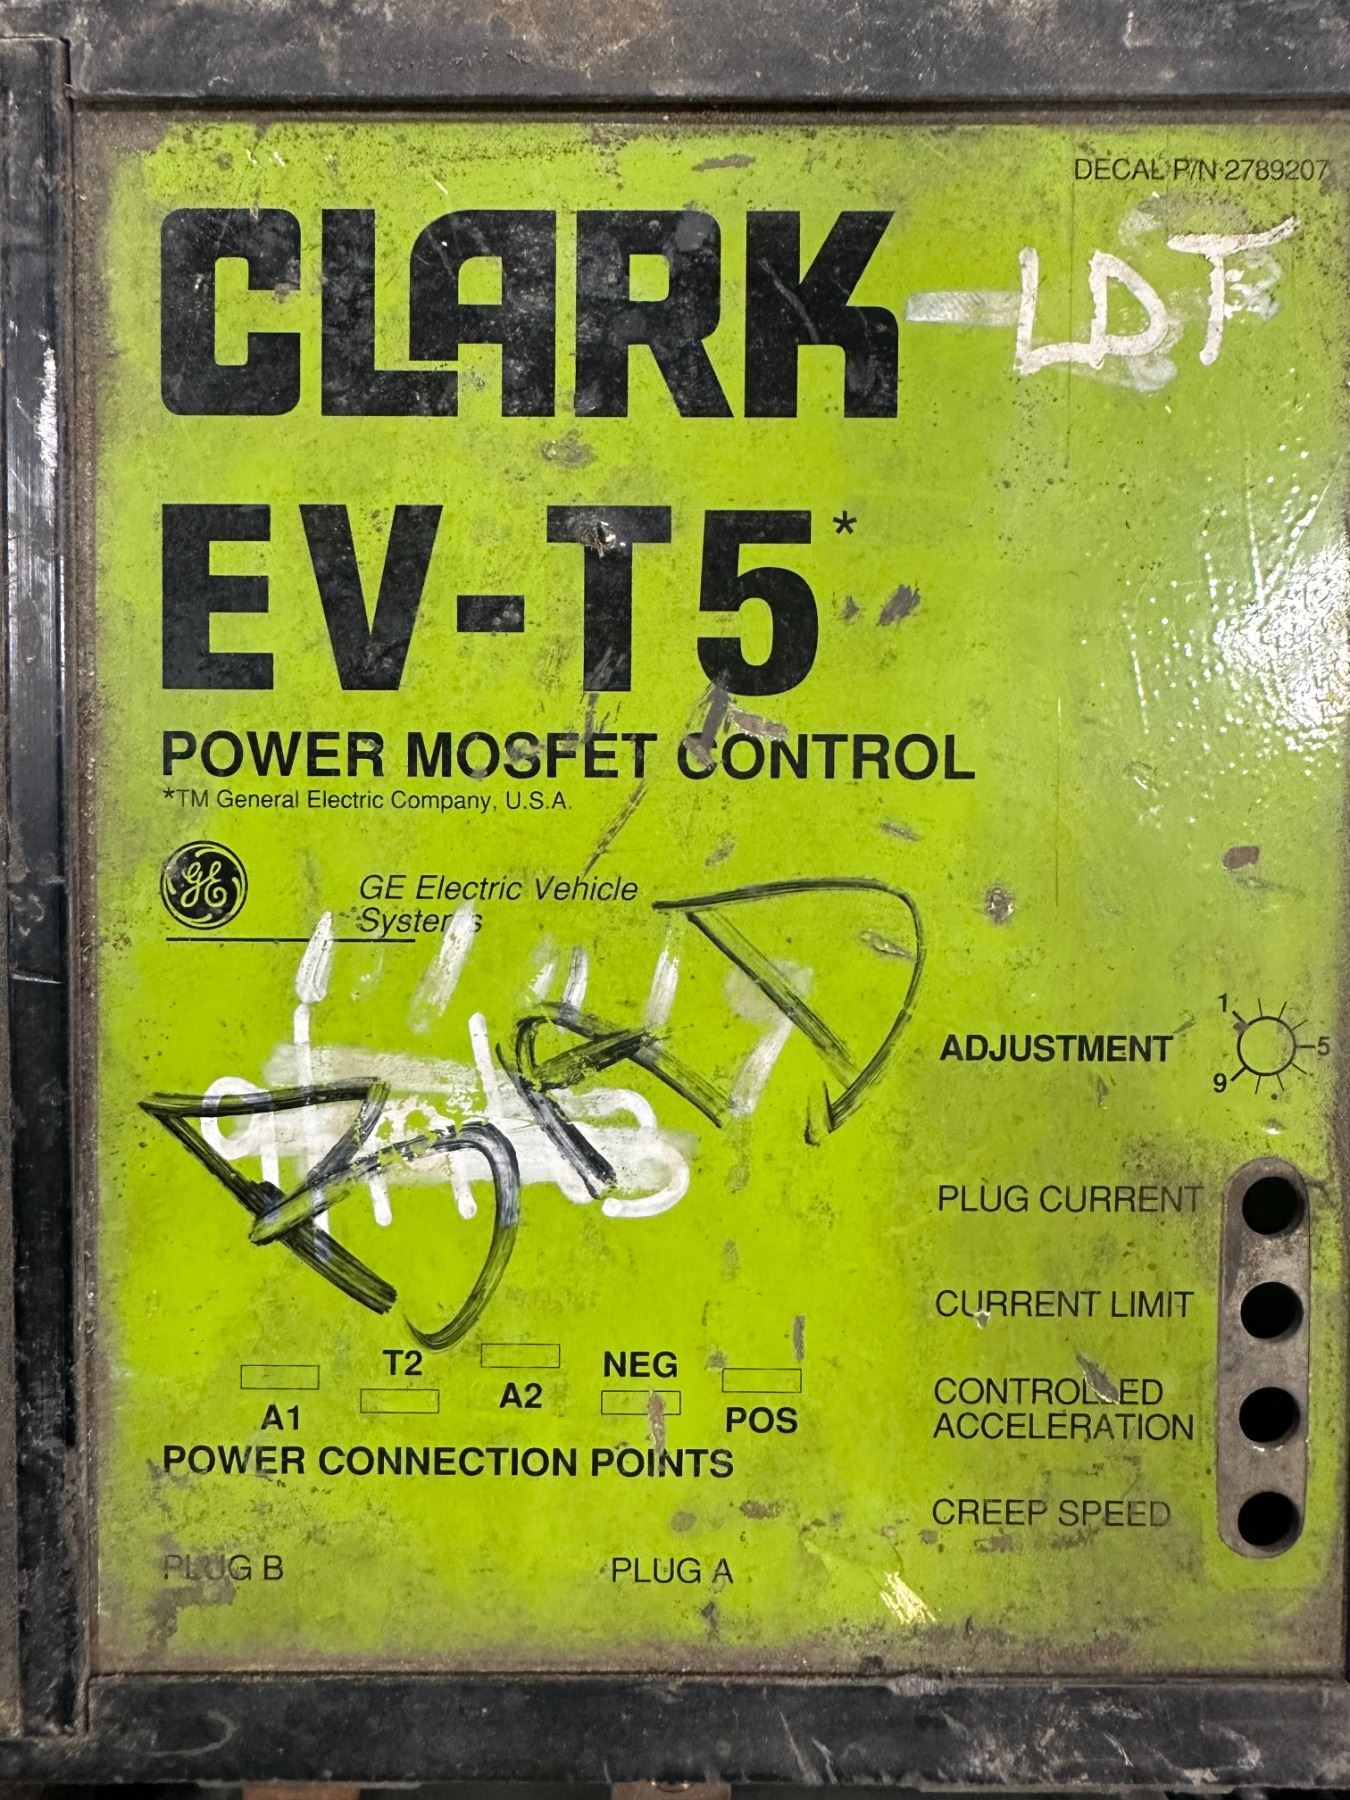 DECAL P/N 2789207
CLARK
LDT
EV-T5*
POWER MOSFET CONTROL
*TM General Electric Company, U.S.A.
GE
GE Electric Vehicle
Systems
ADJUSTMENT
1
5
9
PLUG CURRENT
CURRENT LIMIT
CONTROLLED
ACCELERATION
CREEP SPEED
T2
NEG
A1
A2
POS
POWER CONNECTION POINTS
PLUG B
PLUG A